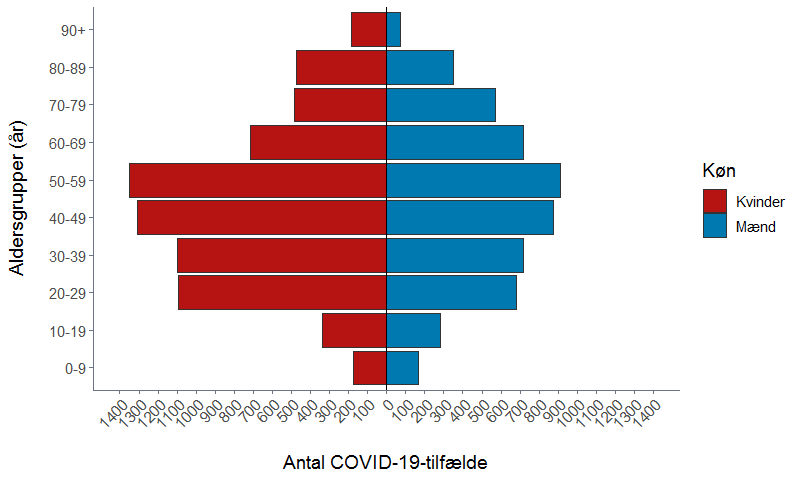 90+
80-89
70-79
60-69
50-59
40-49
30-39
20-29
10-19
0-9
Aldersgrupper (år)
1400 1300 1200 1100 1000 900 800 700 600 500 400 300 200 100 0 100 200 300 400 500 600 700 800 900 1000 1100 1200 1300 1400
Antal COVID-19-tilfælde
Køn
Kvinder
Mænd